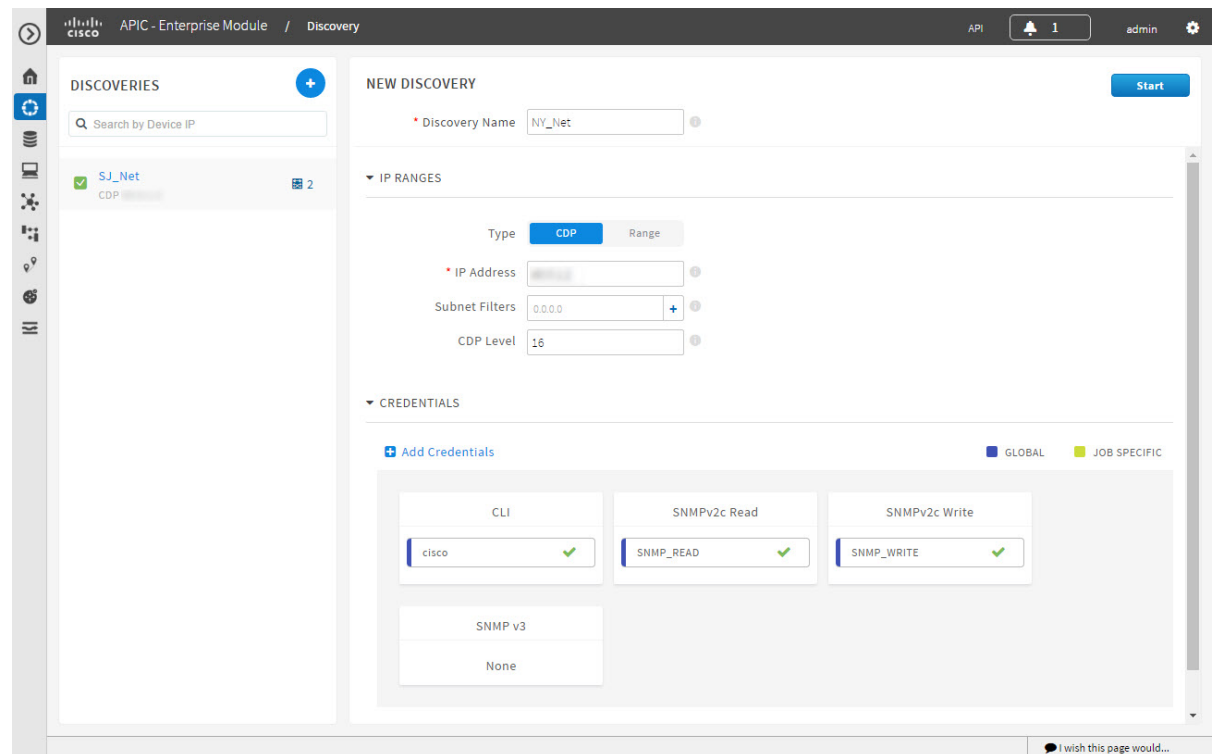 cisco APIC - Enterprise Module / Discovery API 1 admin
DISCOVERIES
Search by Device IP
SJ_Net 2
CDP
NEW DISCOVERY Start
* Discovery Name NY_Net
IP RANGES
Type CDP Range
* IP Address
Subnet Filters 0.0.0.0
CDP Level 16
CREDENTIALS
Add Credentials GLOBAL JOB SPECIFIC
CLI SNMPv2c Read SNMPv2c Write
cisco SNMP_READ SNMP_WRITE
SNMP v3
None
I wish this page would...